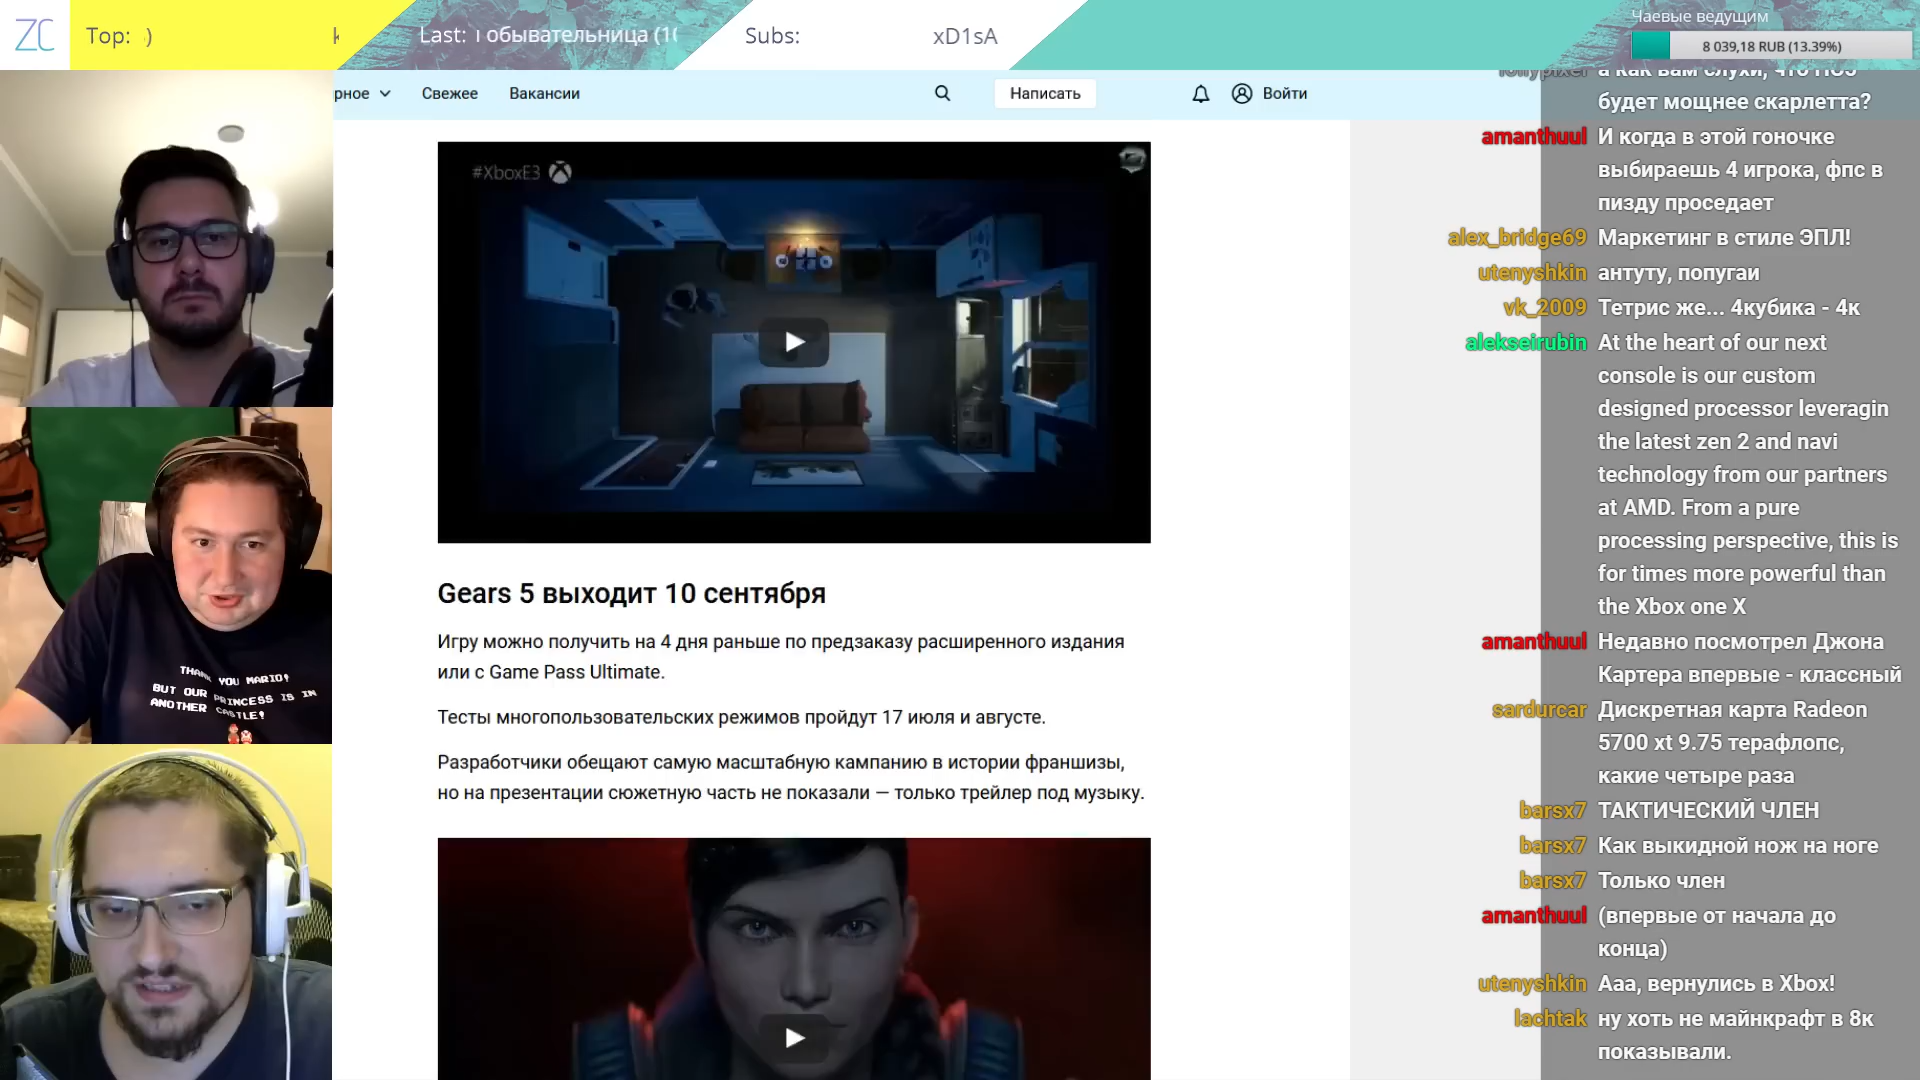 ZC
Top: )
Last: обывательница (1
Subs:
xD1sA
Чаевые ведущим
8 039,18 RUB (13.39%)
рное
Свежее
Вакансии
Написать
Войти
#XboxE3
THANK YOU MARIO!
BUT OUR PRINCESS IS IN
ANOTHER CASTLE!
Gears 5 выходит 10 сентября
Игру можно получить на 4 дня раньше по предзаказу расширенного издания
или с Game Pass Ultimate.
Тесты многопользовательских режимов пройдут 17 июля и августе.
Разработчики обещают самую масштабную кампанию в истории франшизы,
но на презентации сюжетную часть не показали — только трейлер под музыку.
а как вам слухи, что
будет мощнее скарлетта?
amanthuul И когда в этой гоночке
выбираешь 4 игрока, фпс в
пизду проседает
alex_bridge69 Маркетинг в стиле ЭПЛ!
utenyshkin антуту, попугаи
vk_2009 Тетрис же... 4кубика - 4к
alekseirubin At the heart of our next
console is our custom
designed processor leveragin
the latest zen 2 and navi
technology from our partners
at AMD. From a pure
processing perspective, this is
for times more powerful than
the Xbox one X
amanthuul Недавно посмотрел Джона
Картера впервые - классный
sardurcar Дискретная карта Radeon
5700 xt 9.75 терафлопс,
какие четыре раза
barsx7 ТАКТИЧЕСКИЙ ЧЛЕН
barsx7 Как выкидной нож на ноге
barsx7 Только член
amanthuul (впервые от начала до
конца)
utenyshkin Ааа, вернулись в Xbox!
lachtak ну хоть не майнкрафт в 8к
показывали.